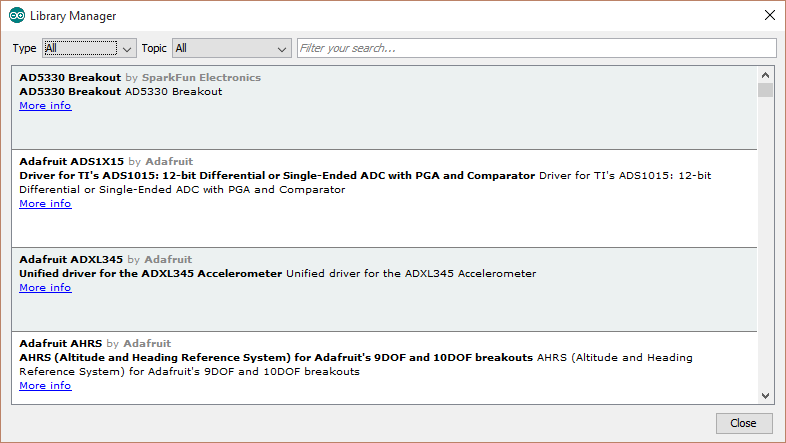 Library Manager
Type All Topic All Filter your search...
AD5330 Breakout by SparkFun Electronics
AD5330 Breakout AD5330 Breakout
More info
Adafruit ADS1X15 by Adafruit
Driver for TI's ADS1015: 12-bit Differential or Single-Ended ADC with PGA and Comparator Driver for TI's ADS1015: 12-bit
Differential or Single-Ended ADC with PGA and Comparator
More info
Adafruit ADXL345 by Adafruit
Unified driver for the ADXL345 Accelerometer Unified driver for the ADXL345 Accelerometer
More info
Adafruit AHRS by Adafruit
AHRS (Altitude and Heading Reference System) for Adafruit's 9DOF and 10DOF breakouts AHRS (Altitude and Heading
Reference System) for Adafruit's 9DOF and 10DOF breakouts
More info
Close